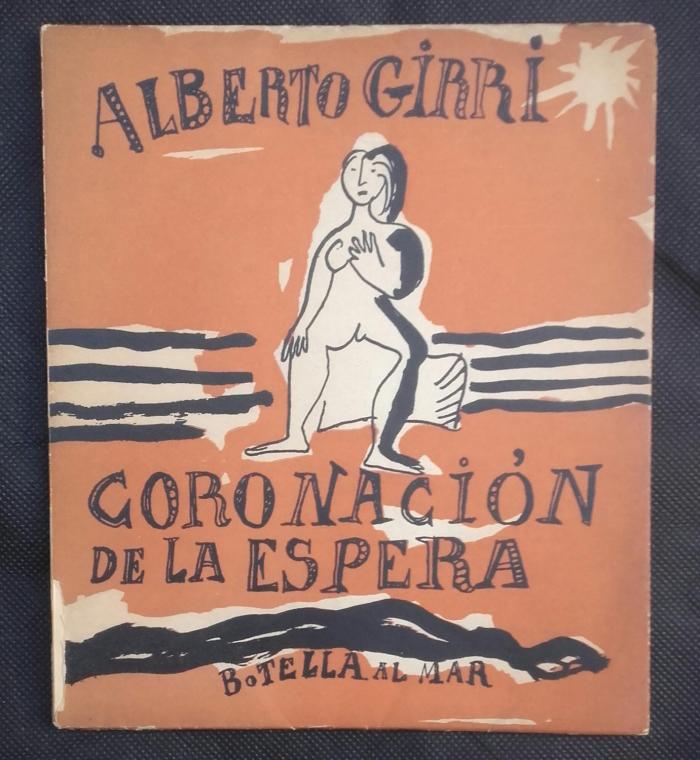 ALBERTO GIRRI
CORONACIÓN
DE LA ESPERA
BOTELLA AL MAR